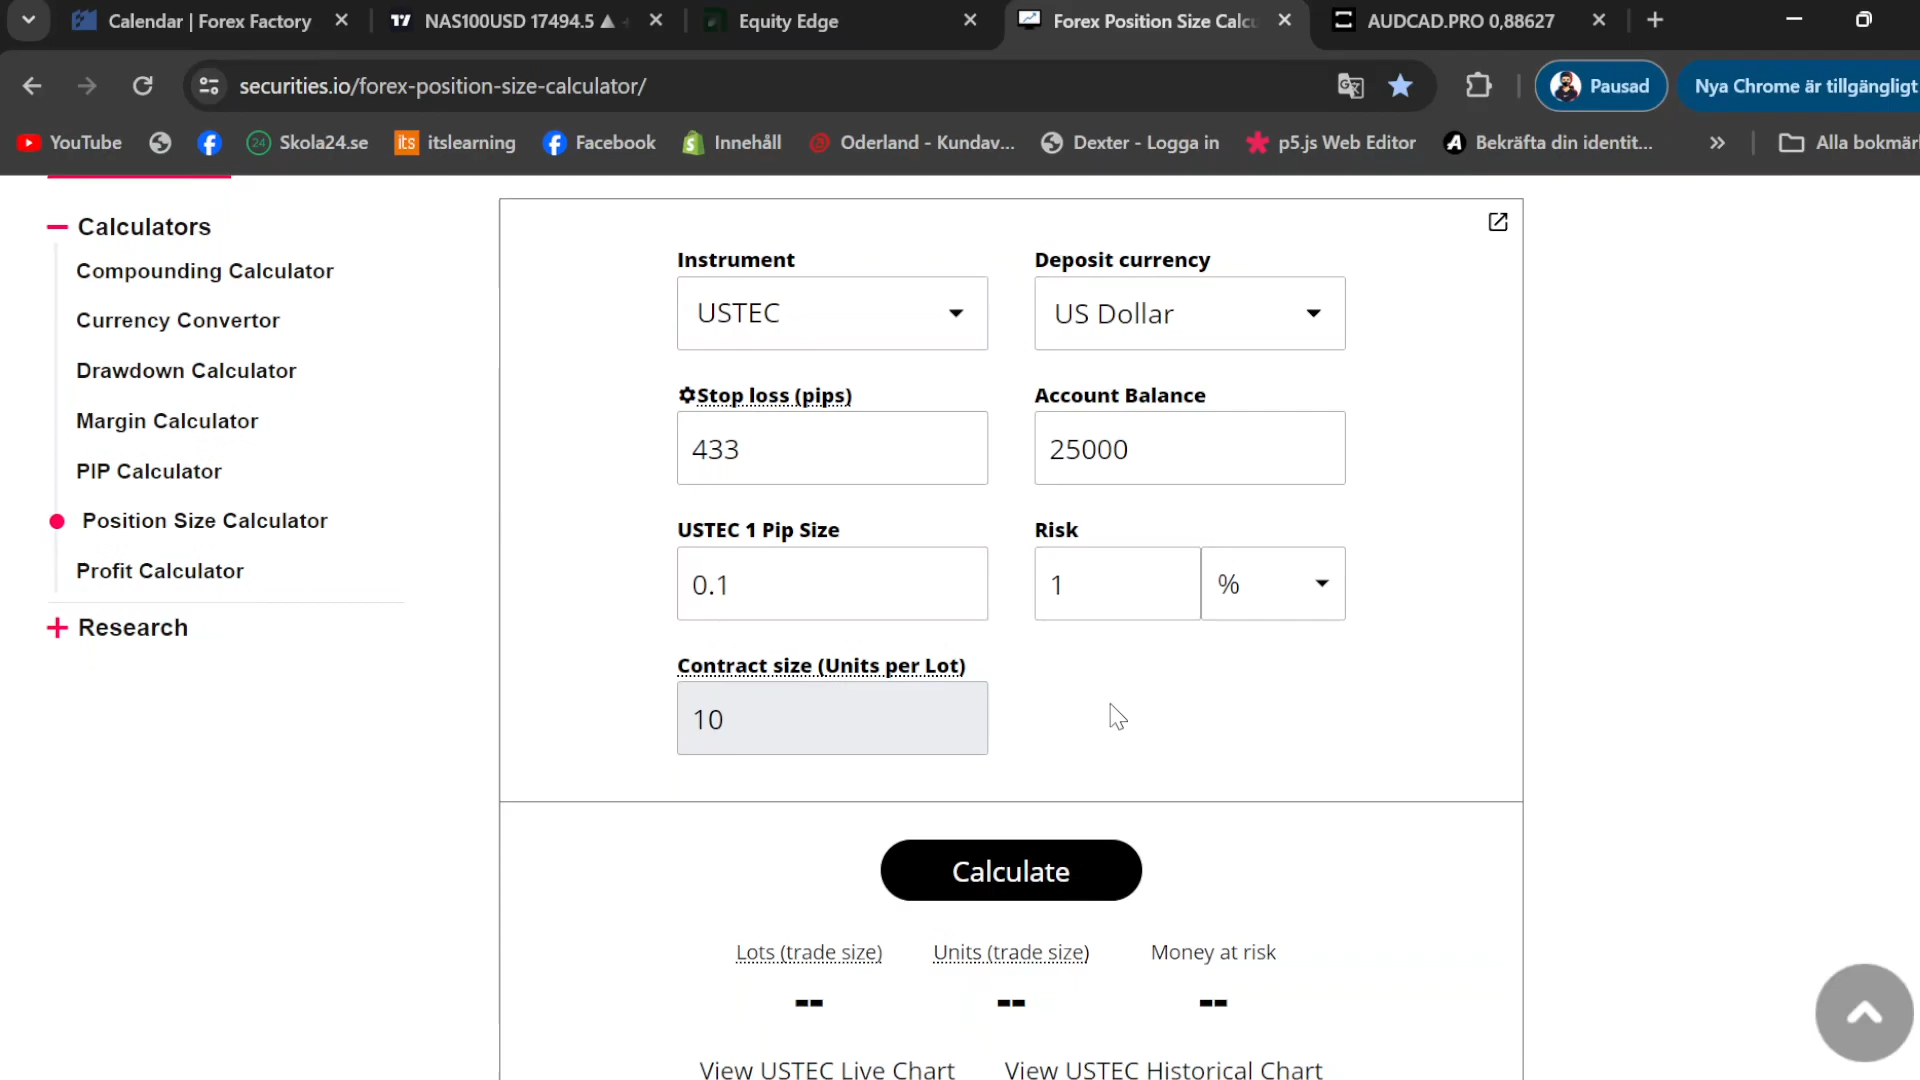 Calendar | Forex Factory
NAS100USD 17494.5 ▲
Equity Edge
Forex Position Size Calc
AUDCAD.PRO 0,88627
securities.io/forex-position-size-calculator/
Pausad
Nya Chrome är tillgängligt
YouTube
24
Skola24.se
its
itslearning
Facebook
Innehåll
Oderland - Kundav...
Dexter - Logga in
p5.js Web Editor
Bekräfta din identit...
»
Alla bokmär
Calculators
Compounding Calculator
Currency Convertor
Drawdown Calculator
Margin Calculator
PIP Calculator
Position Size Calculator
Profit Calculator
Research
Instrument
Deposit currency
USTEC
US Dollar
Stop loss (pips)
Account Balance
433
25000
USTEC 1 Pip Size
Risk
0.1
1
%
Contract size (Units per Lot)
10
Calculate
Lots (trade size)
Units (trade size)
Money at risk
--
--
--
View USTEC Live Chart
View USTEC Historical Chart